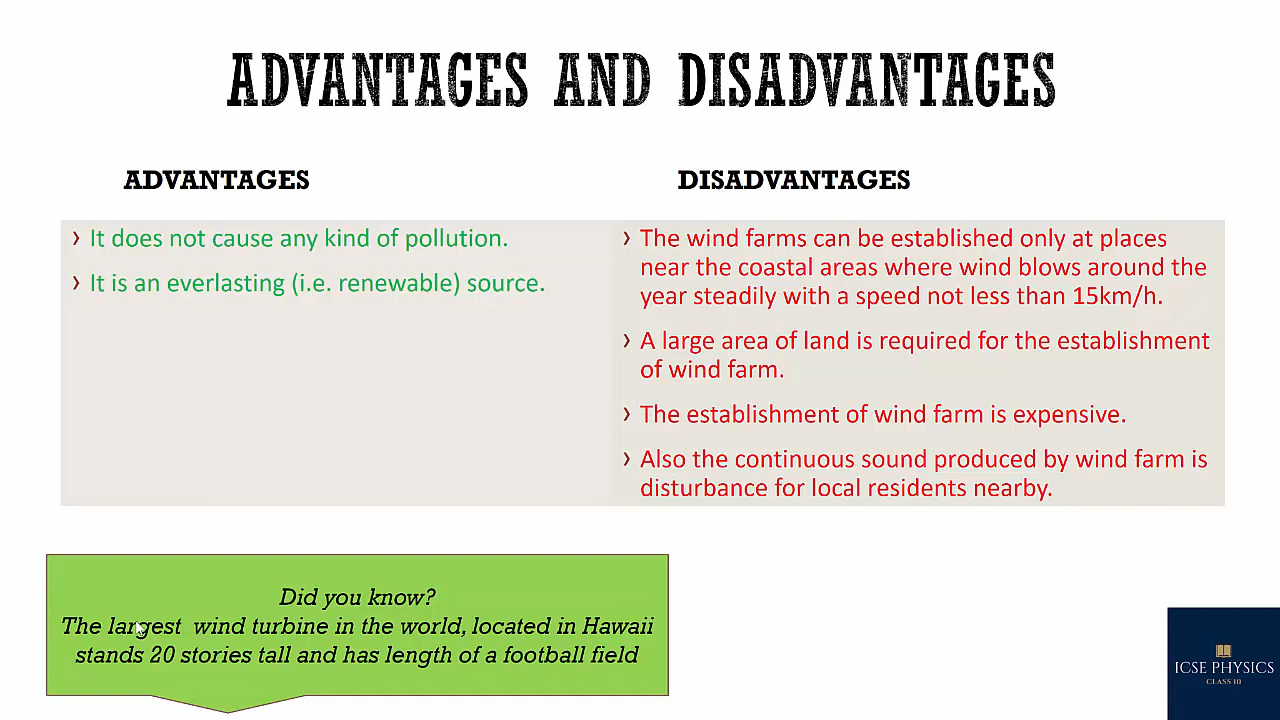 ADVANTAGES AND DISADVANTAGES
ADVANTAGES
› It does not cause any kind of pollution.
› It is an everlasting (i.e. renewable) source.
DISADVANTAGES
› The wind farms can be established only at places
near the coastal areas where wind blows around the
year steadily with a speed not less than 15km/h.
› A large area of land is required for the establishment
of wind farm.
› The establishment of wind farm is expensive.
› Also the continuous sound produced by wind farm is
disturbance for local residents nearby.
Did you know?
The largest wind turbine in the world, located in Hawaii
stands 20 stories tall and has length of a football field
ICSE PHYSICS
CLASS 10